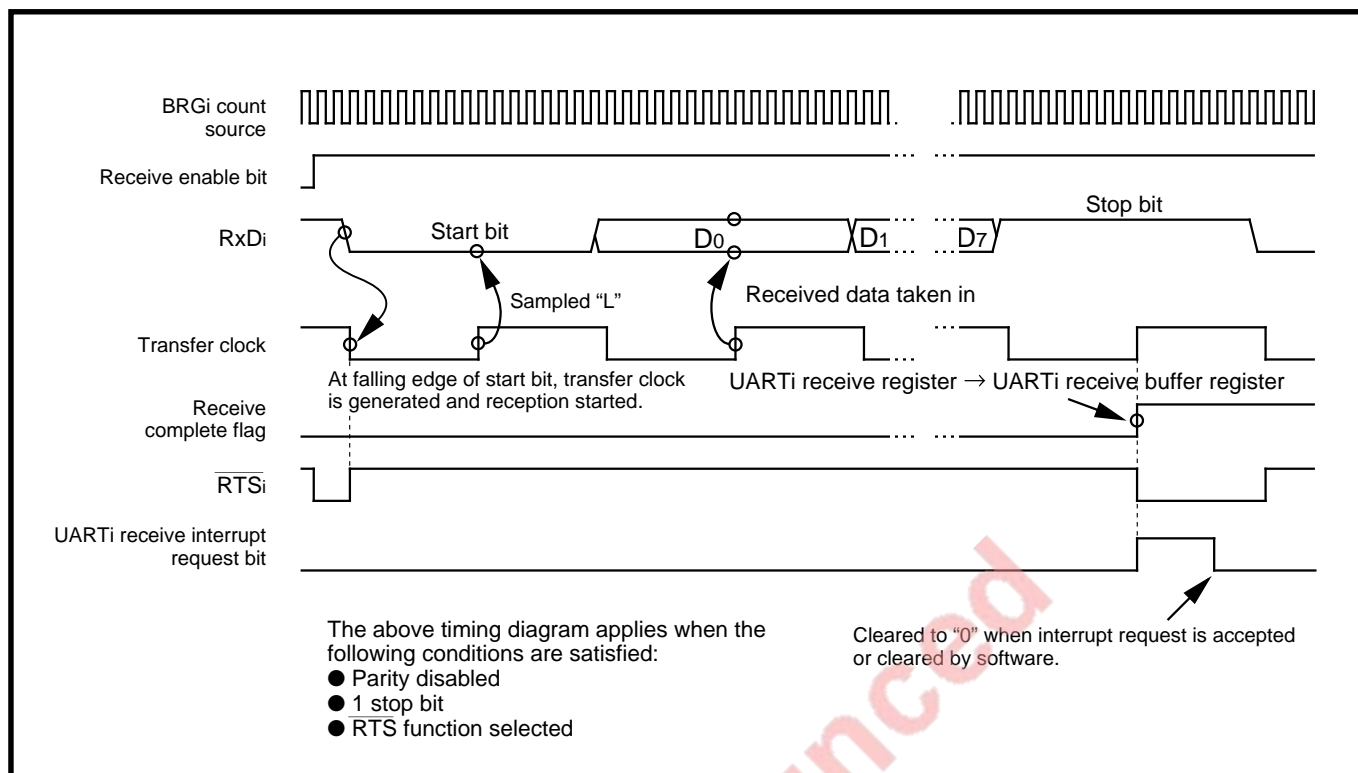 BRGi count
source
Receive enable bit
RxDi
Start bit
D0
D1
D7
Stop bit
Sampled “L”
Received data taken in
Transfer clock
At falling edge of start bit, transfer clock
is generated and reception started.
UARTi receive register → UARTi receive buffer register
Receive
complete flag
RTSi
UARTi receive interrupt
request bit
The above timing diagram applies when the
following conditions are satisfied:
● Parity disabled
● 1 stop bit
● RTS function selected
Cleared to “0” when interrupt request is accepted
or cleared by software.